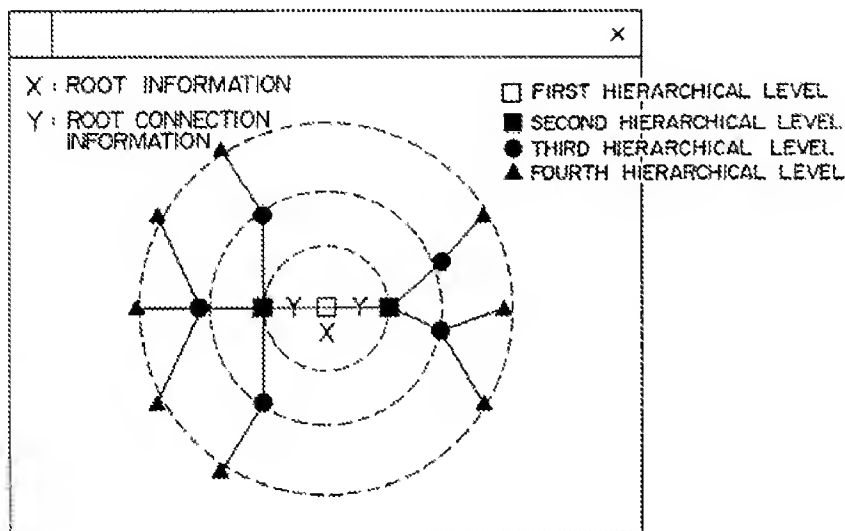 ×
X : ROOT INFORMATION
Y : ROOT CONNECTION
INFORMATION
FIRST HIERARCHICAL LEVEL
SECOND HIERARCHICAL LEVEL
THIRD HIERARCHICAL LEVEL
FOURTH HIERARCHICAL LEVEL
Y Y
X